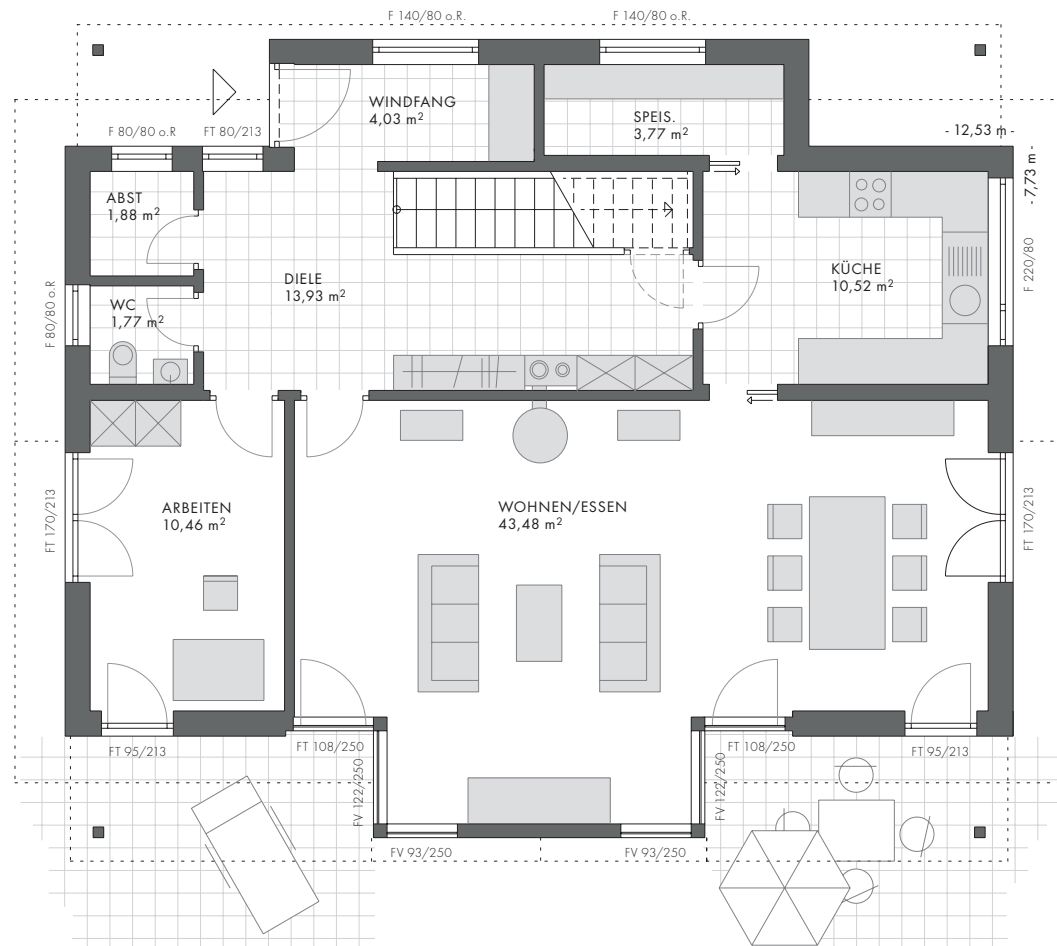 F 140/80 o.R.
F 140/80 o.R.
WINDFANG
4,03 m²
SPEIS.
3,77 m²
- 12,53 m -
- 7,73 m -
F 80/80 o.R
FT 80/213
ABST
1,88 m²
DIELE
13,93 m²
KÜCHE
10,52 m²
F 220/80
WC
1,77 m²
F 80/80 o.R
ARBEITEN
10,46 m²
WOHNEN/ESSEN
43,48 m²
FT 170/213
FT 170/213
FT 95/213
FT 108/250
FT 108/250
FT 95/213
FV 122/250
FV 122/250
FV 93/250
FV 93/250